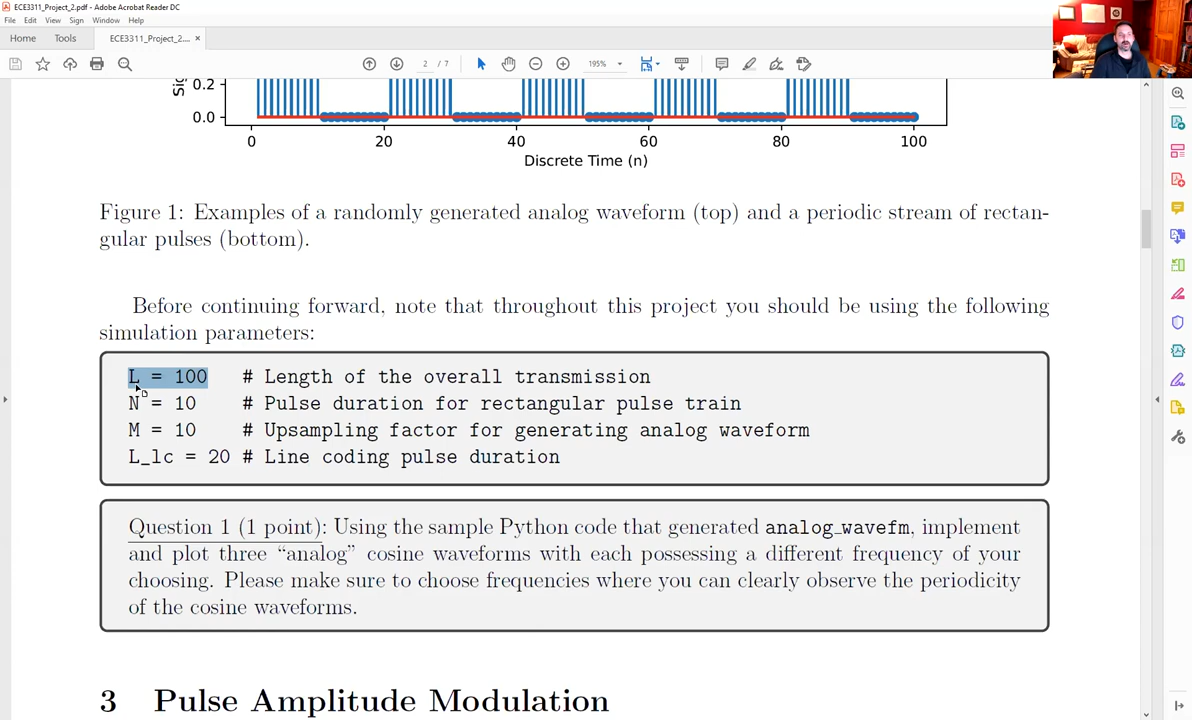 ECE3311_Project_2.pdf - Adobe Acrobat Reader DC
File Edit View Sign Window Help
Home Tools ECE3311_Project_2.... ×
2 / 7 195%
0.2
0.0
0 20 40 60 80 100
Discrete Time (n)
Figure 1: Examples of a randomly generated analog waveform (top) and a periodic stream of rectan-
gular pulses (bottom).
Before continuing forward, note that throughout this project you should be using the following
simulation parameters:
L = 100 # Length of the overall transmission
N = 10 # Pulse duration for rectangular pulse train
M = 10 # Upsampling factor for generating analog waveform
L_lc = 20 # Line coding pulse duration
Question 1 (1 point): Using the sample Python code that generated analog_wavefm, implement
and plot three “analog” cosine waveforms with each possessing a different frequency of your
choosing. Please make sure to choose frequencies where you can clearly observe the periodicity
of the cosine waveforms.
3 Pulse Amplitude Modulation